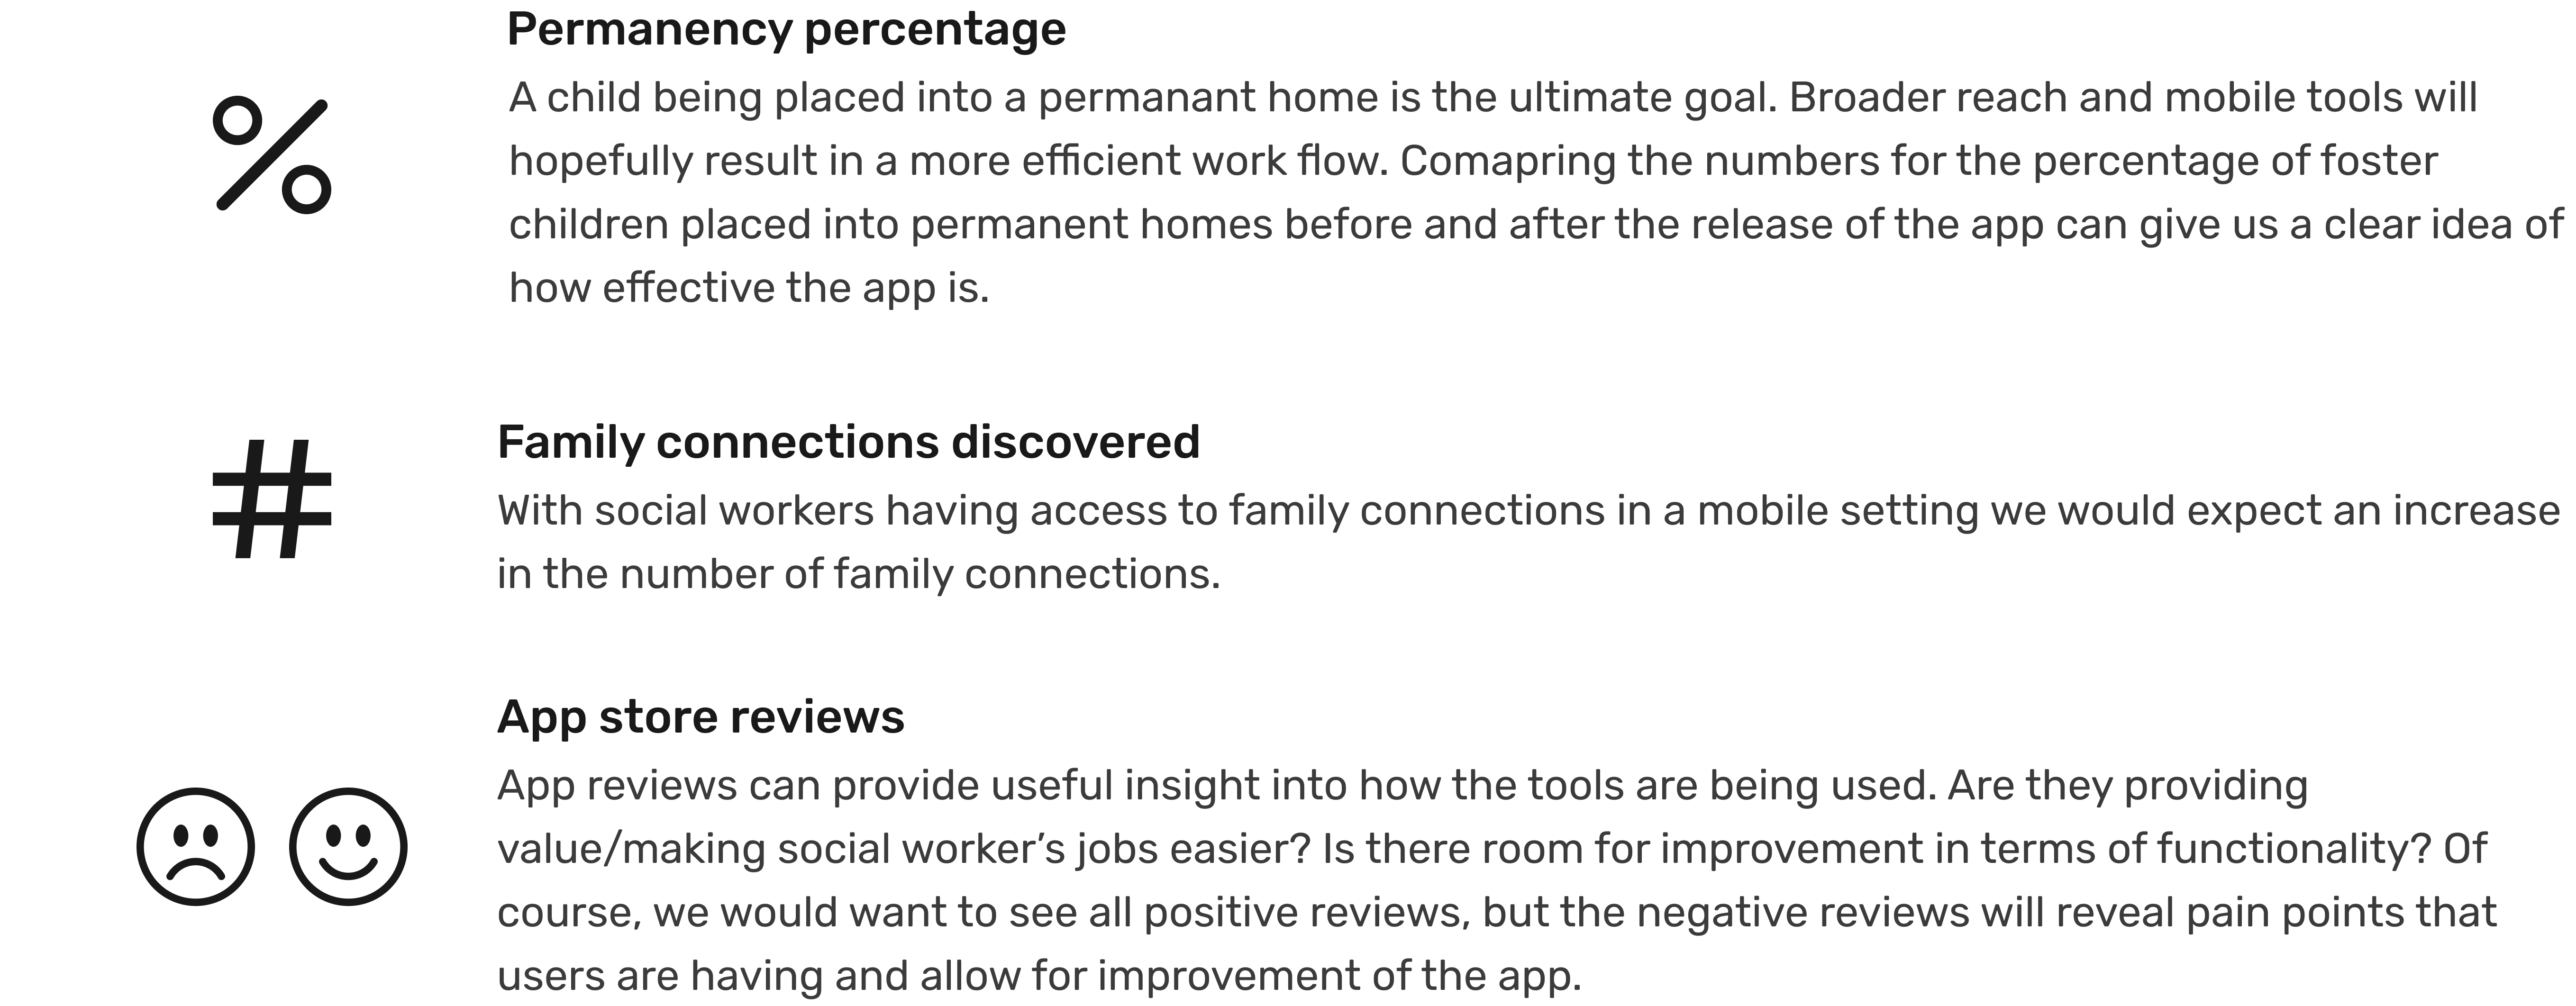 Permanency percentage
A child being placed into a permanant home is the ultimate goal. Broader reach and mobile tools will
hopefully result in a more efficient work flow. Comapring the numbers for the percentage of foster
children placed into permanent homes before and after the release of the app can give us a clear idea of
how effective the app is.
%
#
Family connections discovered
With social workers having access to family connections in a mobile setting we would expect an increase
in the number of family connections.
App store reviews
App reviews can provide useful insight into how the tools are being used. Are they providing
value/making social worker’s jobs easier? Is there room for improvement in terms of functionality? Of
course, we would want to see all positive reviews, but the negative reviews will reveal pain points that
users are having and allow for improvement of the app.